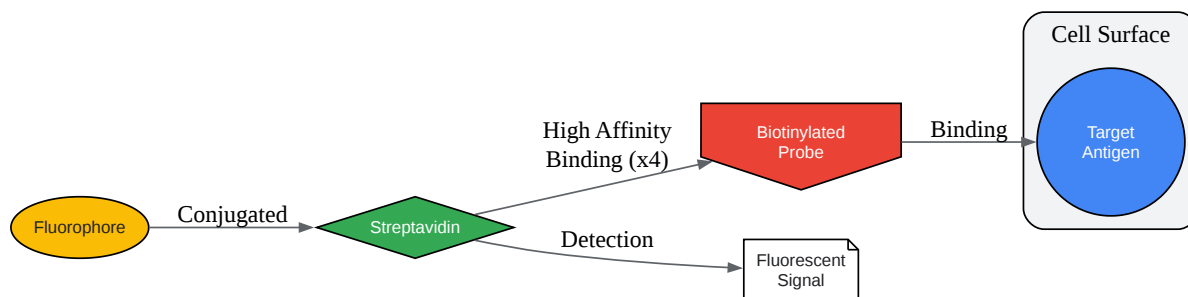 Cell Surface
High Affinity
Binding (x4)
Biotinylated
Probe
Binding
Target
Antigen
Fluorophore
Conjugated
Streptavidin
Detection
Fluorescent
Signal